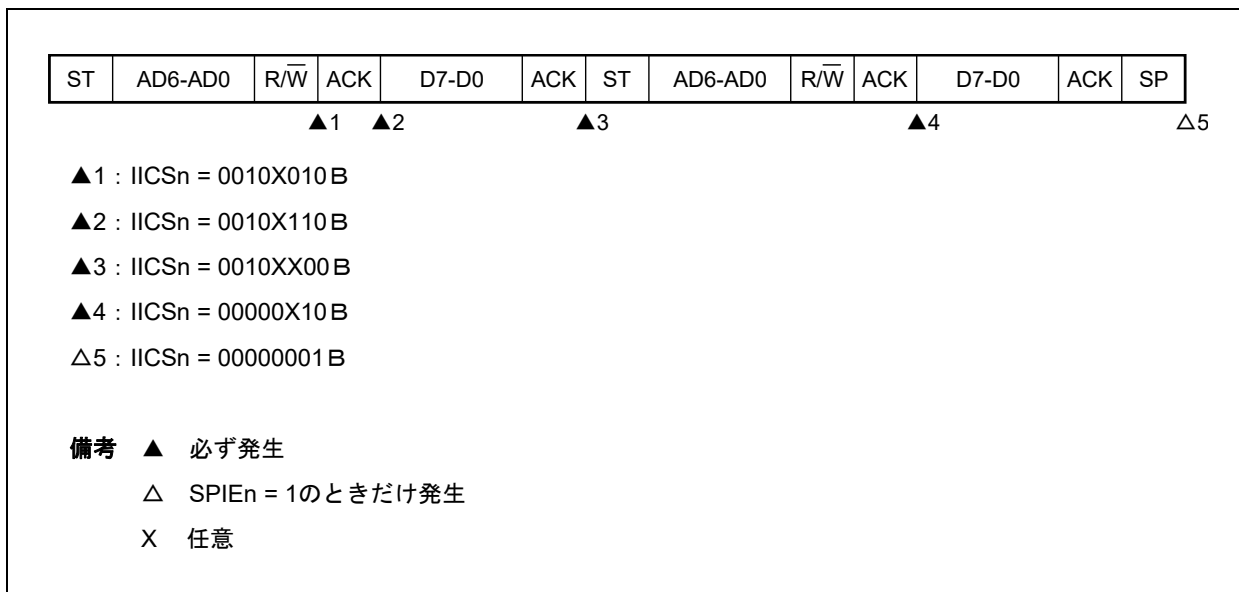 ST AD6-AD0 R/W̅ ACK D7-D0 ACK ST AD6-AD0 R/W̅ ACK D7-D0 ACK SP
▲1 ▲2 ▲3 ▲4 △5
▲1：IICSn = 0010X010B
▲2：IICSn = 0010X110B
▲3：IICSn = 0010XX00B
▲4：IICSn = 00000X10B
△5：IICSn = 00000001B
備考 ▲ 必ず発生
△ SPIEn = 1のときだけ発生
X 任意